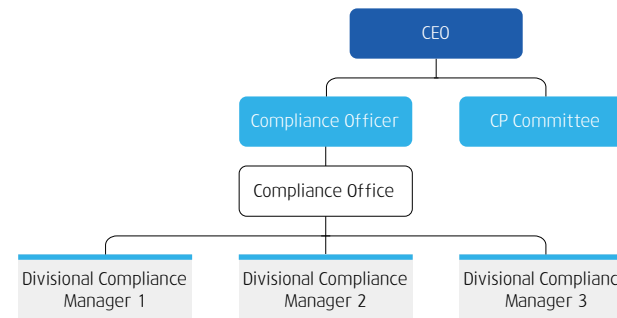 CEO
Compliance Officer
CP Committee
Compliance Office
Divisional Compliance
Manager 1
Divisional Compliance
Manager 2
Divisional Complianc
Manager 3